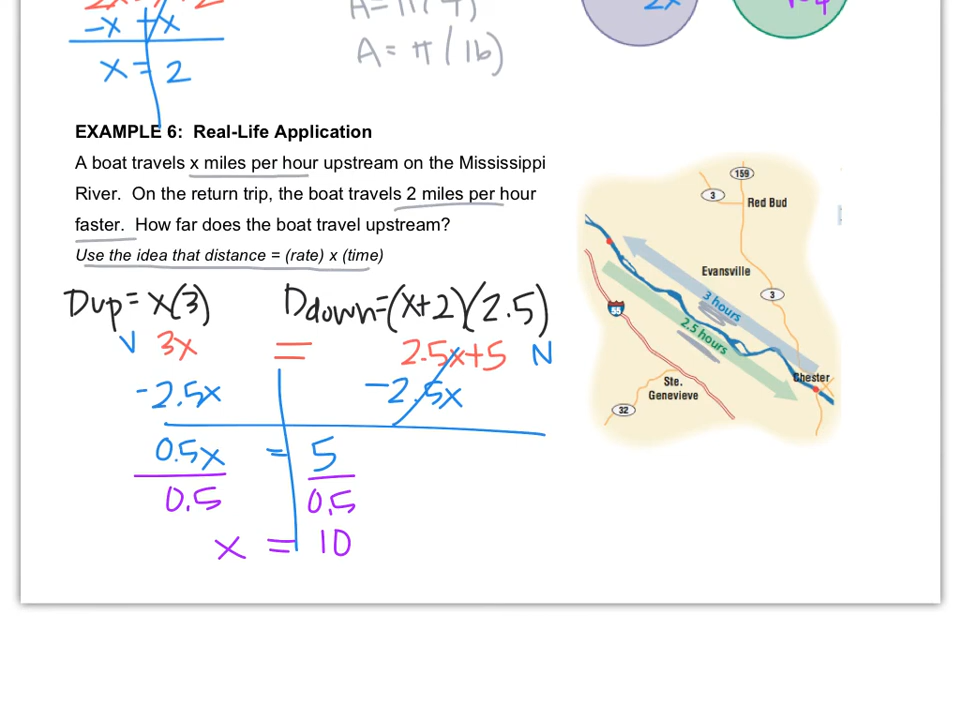 -x +x
x = 2
A = π(16)
EXAMPLE 6: Real-Life Application
A boat travels x miles per hour upstream on the Mississippi
River. On the return trip, the boat travels 2 miles per hour
faster. How far does the boat travel upstream?
Use the idea that distance = (rate) x (time)
Dup = x(3) Ddown = (x+2)(2.5)
V 3x = 2.5x+5 N
-2.5x -2.5x
0.5x = 5
0.5 0.5
x = 10
159
3
Red Bud
Evansville
3
3 hours
55
2.5 hours
Chester
Ste.
Genevieve
32